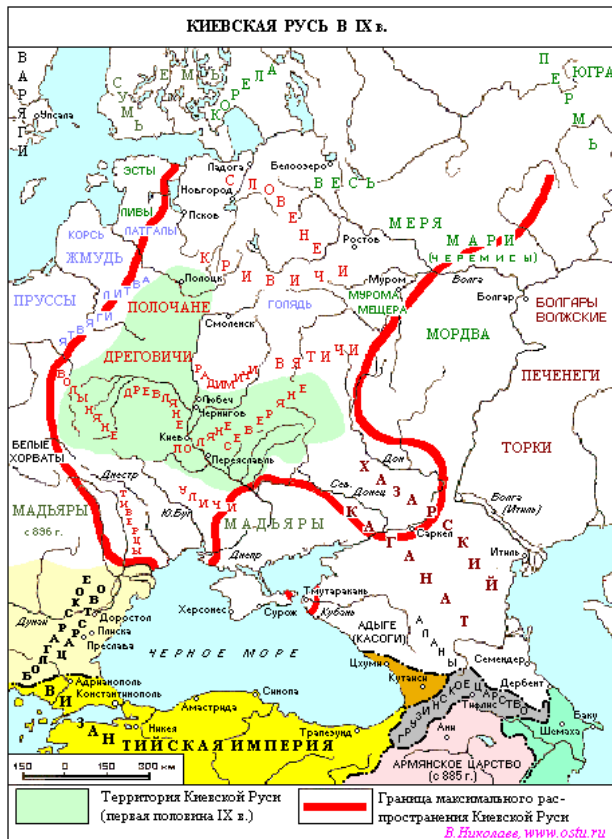 КИЕВСКАЯ РУСЬ В IX в.
ВАРЯГИ
СУМЬ
ЕМЬ
КОРЕЛА
ПЕРМЬ
ЮГРА
Упсала
Ладога
Белоозеро
ЭСТЫ
Новгород
СЛОВЕНЕ
ВЕСЬ
ЛИВЫ
Псков
ЛАТГАЛЫ
МЕРЯ
КОРСЬ
ЖМУДЬ
Ростов
МАРИ
(ЧЕРЕМИСЫ)
КРИВИЧИ
Полоцк
Муром
Волга
ПРУССЫ
ЛИТВА
ПОЛОЧАНЕ
ГОЛЯДЬ
МУРОМА
МЕЩЕРА
Болгар
БОЛГАРЫ
ВОЛЖСКИЕ
ЯТВЯГИ
Смоленск
МОРДВА
ДРЕГОВИЧИ
РАДИМИЧИ
ВЯТИЧИ
ПЕЧЕНЕГИ
ВОЛЫНЯНЕ
ДРЕВЛЯНЕ
Любеч
Чернигов
СЕВЕРЯНЕ
Киев
ПОЛЯНЕ
БЕЛЫЕ
ХОРВАТЫ
Переяславль
Дон
ТОРКИ
Днестр
УЛИЧИ
Сев.
Донец
ХАЗАРСКИЙ
КАГАНАТ
МАДЬЯРЫ
с 896 г.
ТИВЕРЦЫ
Ю.Буг
МАДЬЯРЫ
Саркел
Волга
(Итиль)
Днепр
Итиль
Херсонес
Сурож
Тмутаракань
Кубань
БОЛГАРСКОЕ
ЦАРСТВО
Дунай
Доростол
Плиска
Преслава
АДЫГЕ
(КАСОГИ)
АЛАНЫ
Семендер
ЧЕРНОЕ МОРЕ
Цхуми
Кутаиси
Дербент
Адрианополь
Константинополь
Синопа
ГРУЗИНСКОЕ ЦАРСТВО
Тифлис
Амастрида
Баку
Никея
Трапезунд
Ани
Шемаха
ВИЗАНТИЙСКАЯ ИМПЕРИЯ
АРМЯНСКОЕ ЦАРСТВО
(с 885 г.)
150 0 150 300 км
Территория Киевской Руси
(первая половина IX в.)
Граница максимального рас-
пространения Киевской Руси
В.Николаев, www.ostu.ru